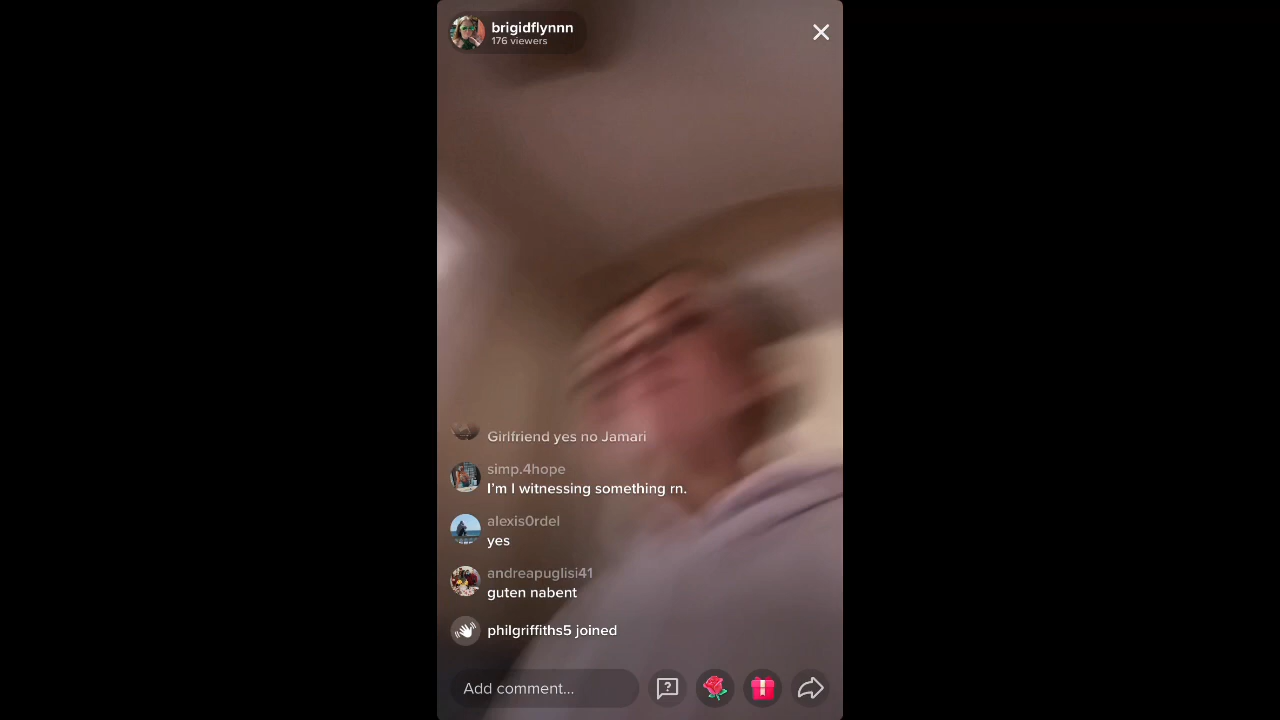 brigidflynnn
176 viewers
Girlfriend yes no Jamari
simp.4hope
I'm I witnessing something rn.
alexis0rdel
yes
andreapuglisi41
guten nabent
philgriffiths5 joined
Add comment...